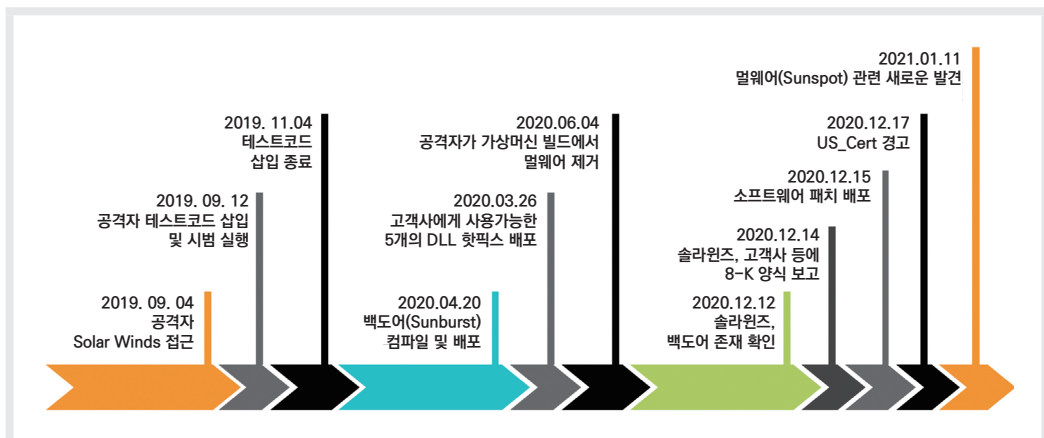 2019. 09. 04
공격자
Solar Winds 접근
2019. 09. 12
공격자 테스트코드 삽입
및 시범 실행
2019. 11.04
테스트코드
삽입 종료
2020.04.20
백도어(Sunburst)
컴파일 및 배포
2020.03.26
고객사에게 사용가능한
5개의 DLL 핫픽스 배포
2020.06.04
공격자가 가상머신 빌드에서
멀웨어 제거
2020.12.12
솔라윈즈,
백도어 존재 확인
2020.12.14
솔라윈즈, 고객사 등에
8-K 양식 보고
2020.12.15
소프트웨어 패치 배포
2020.12.17
US_Cert 경고
2021.01.11
멀웨어(Sunspot) 관련 새로운 발견